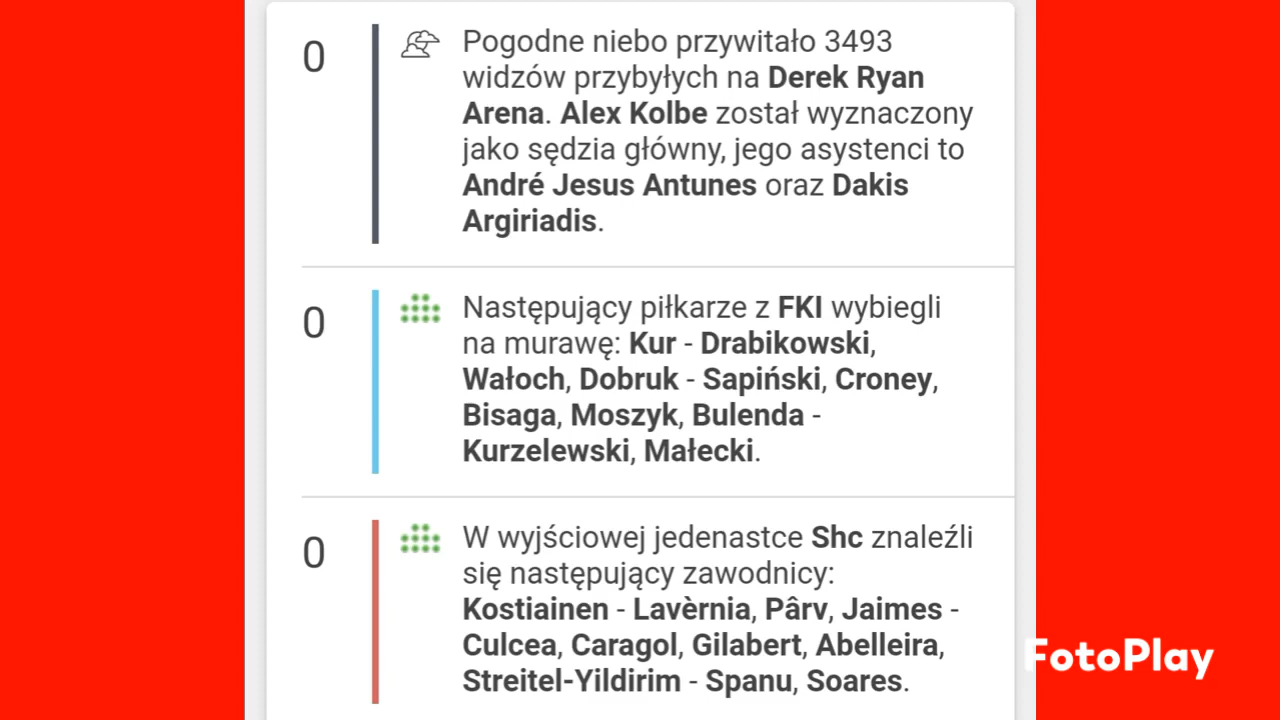 0
Pogodne niebo przywitało 3493
widzów przybyłych na Derek Ryan
Arena. Alex Kolbe został wyznaczony
jako sędzia główny, jego asystenci to
André Jesus Antunes oraz Dakis
Argiriadis.
0
Następujący piłkarze z FKI wybiegli
na murawę: Kur - Drabikowski,
Wałoch, Dobruk - Sapiński, Croney,
Bisaga, Moszyk, Bulenda -
Kurzelewski, Małecki.
0
W wyjściowej jedenastce Shc znaleźli
się następujący zawodnicy:
Kostiainen - Lavèrnia, Pârv, Jaimes -
Culcea, Caragol, Gilabert, Abelleira,
Streitel-Yildirim - Spanu, Soares.
FotoPlay